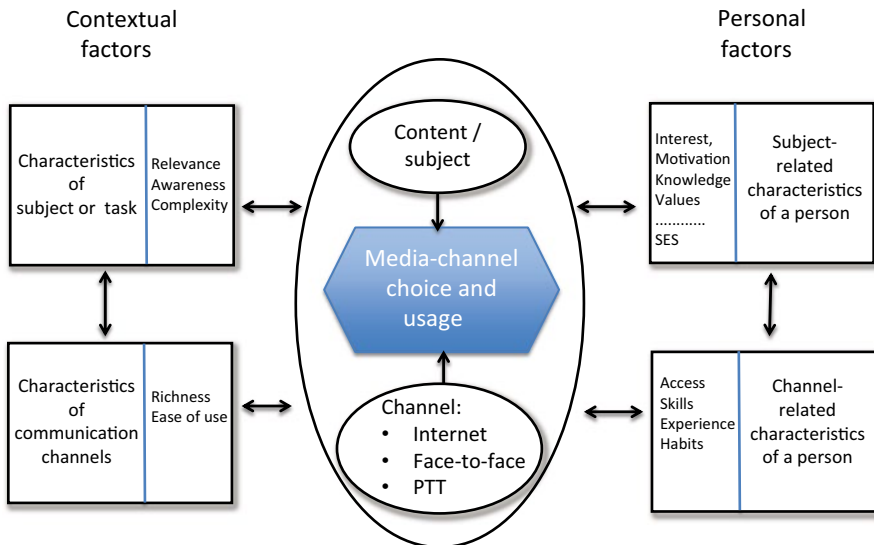 Contextual
factors
Personal
factors
Characteristics
of
subject or task
Relevance
Awareness
Complexity
Content /
subject
Interest,
Motivation
Knowledge
Values
............
SES
Subject-
related
characteristics
of a person
Media-channel
choice and
usage
Characteristics
of
communication
channels
Richness
Ease of use
Channel:
• Internet
• Face-to-face
• PTT
Access
Skills
Experience
Habits
Channel-
related
characteristics
of a person